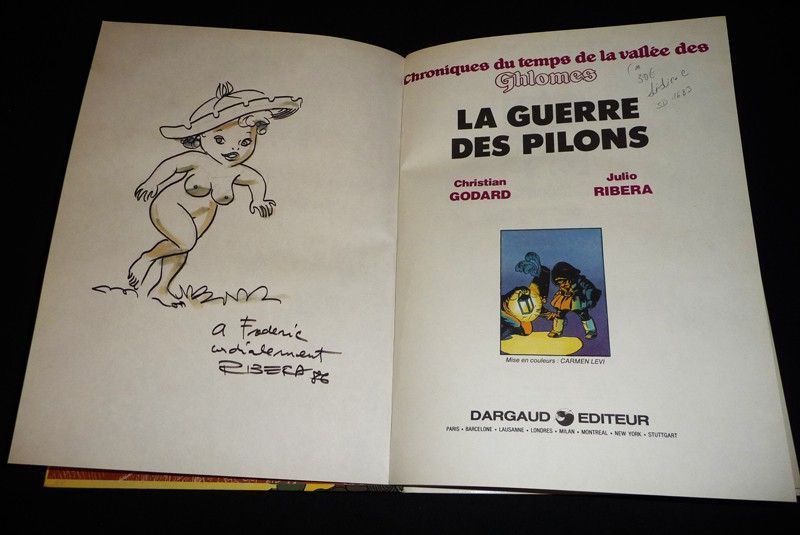 a Frederic
cordialement
RIBERA 86
Chroniques du temps de la vallée des
Ghlomes
30€
LA GUERRE
DES PILONS
Christian
GODARD
Julio
RIBERA
Mise en couleurs : CARMEN LEVI
DARGAUD EDITEUR
PARIS • BARCELONE • LAUSANNE • LONDRES • MILAN • MONTREAL • NEW YORK • STUTTGART